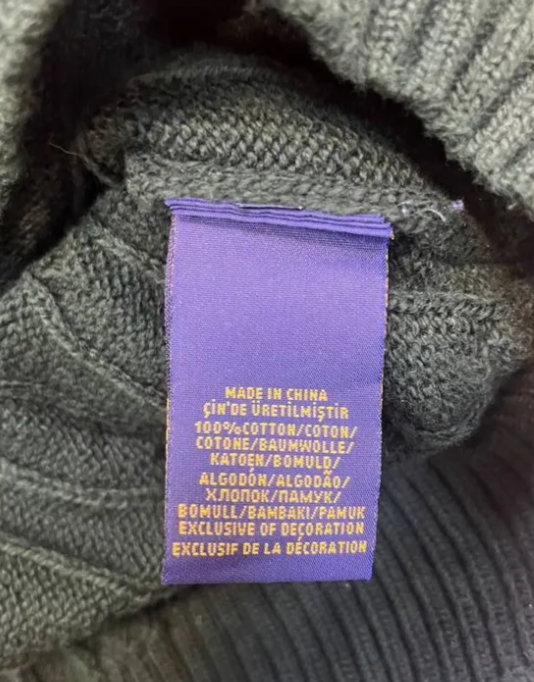 MADE IN CHINA
ÇİN'DE ÜRETİLMİŞTİR
100%COTTON/COTON/
COTONE/BAUMWOLLE/
KATOEN/BOMULD/
ALGODÓN/ALGODÃO/
ХЛОПОК/ПАМУК/
BOMULL/BAMBAKI/PAMUK
EXCLUSIVE OF DECORATION
EXCLUSIF DE LA DÉCORATION